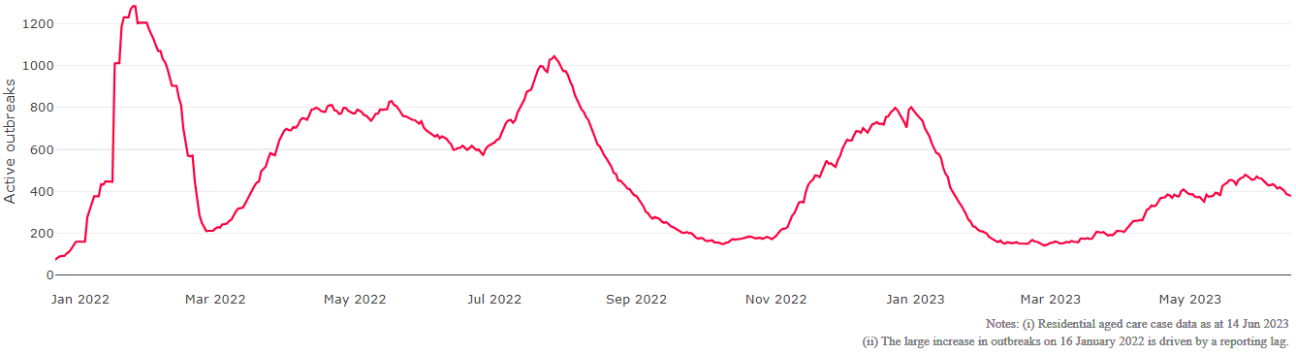 Active outbreaks
1200
1000
800
600
400
200
0
Jan 2022 Mar 2022 May 2022 Jul 2022 Sep 2022 Nov 2022 Jan 2023 Mar 2023 May 2023
Notes: (i) Residential aged care case data as at 14 Jun 2023
(ii) The large increase in outbreaks on 16 January 2022 is driven by a reporting lag.